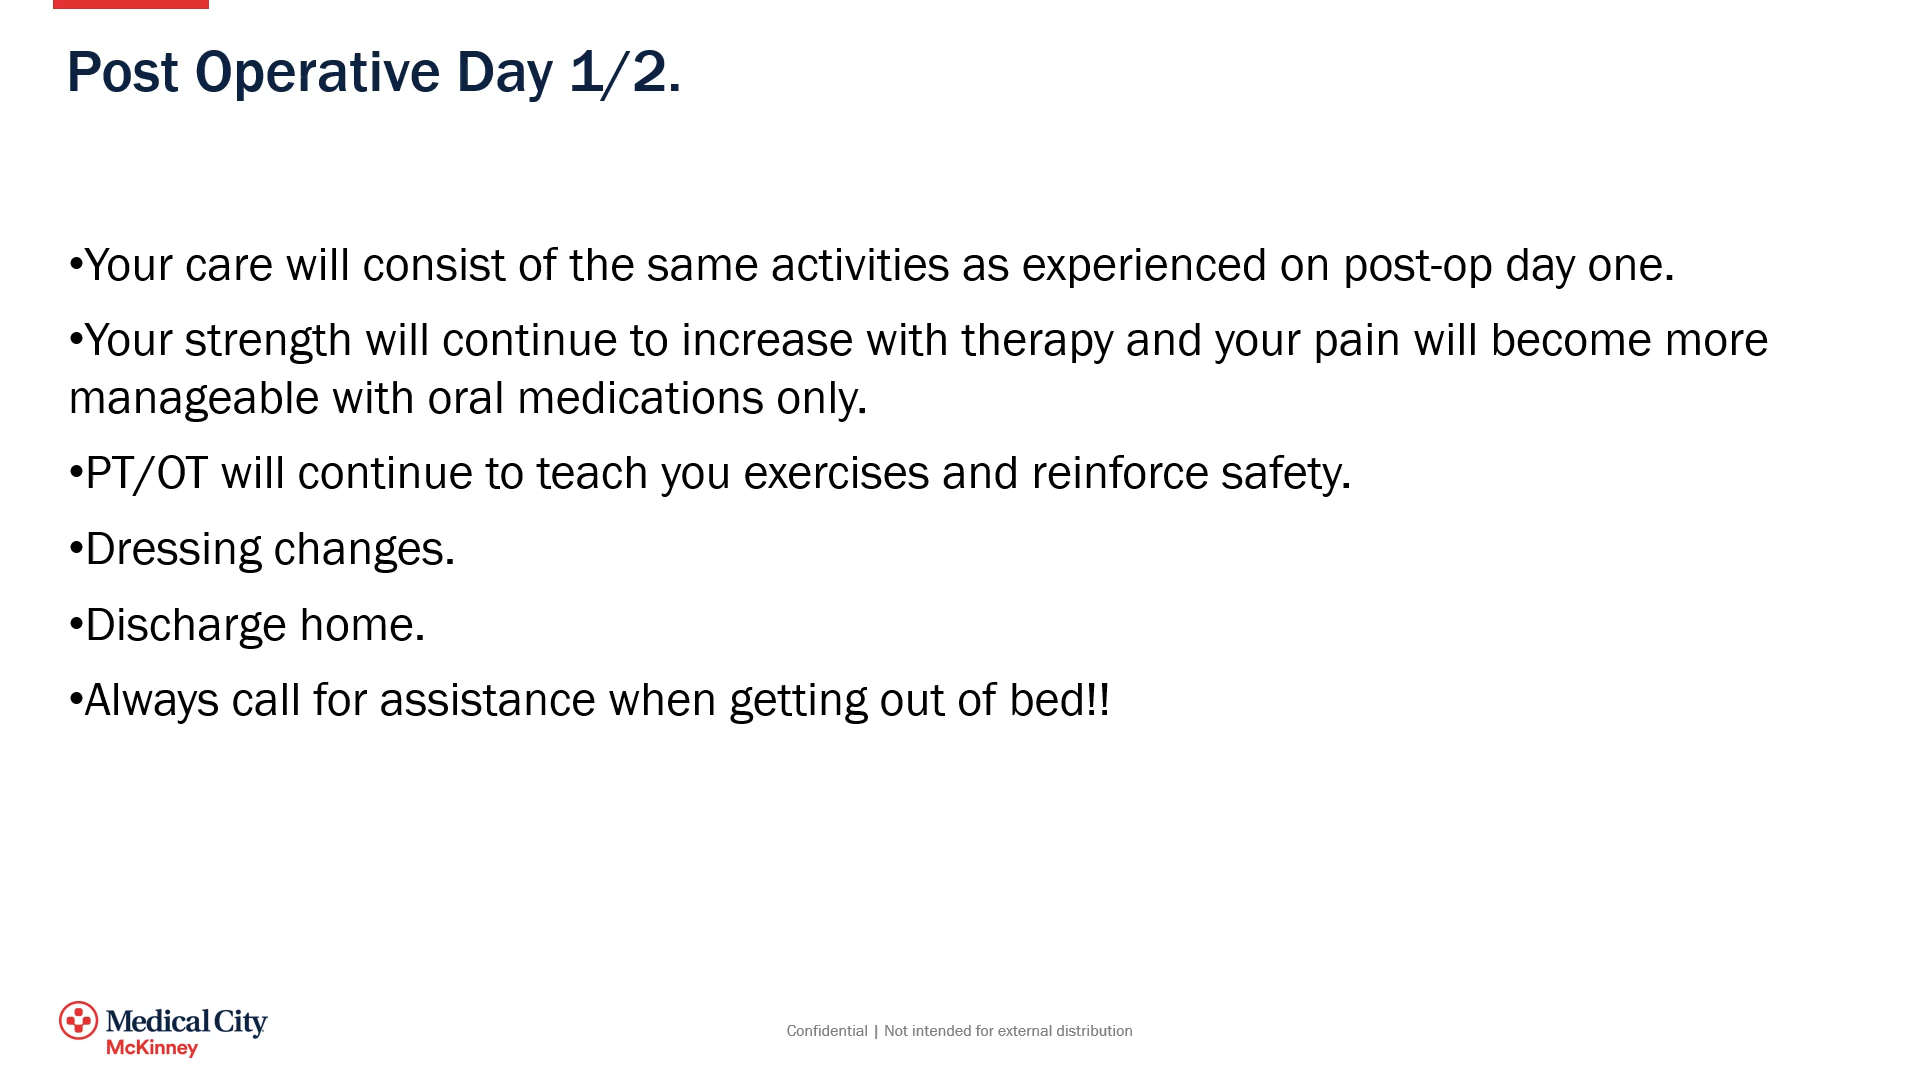 Post Operative Day 1/2.
•Your care will consist of the same activities as experienced on post-op day one.
•Your strength will continue to increase with therapy and your pain will become more
manageable with oral medications only.
•PT/OT will continue to teach you exercises and reinforce safety.
•Dressing changes.
•Discharge home.
•Always call for assistance when getting out of bed!!
Medical City
McKinney
Confidential | Not intended for external distribution